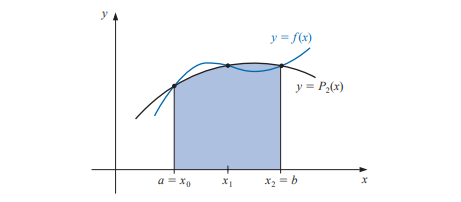 y
y = f(x)
y = P₂(x)
a = x₀
x₁
x₂ = b
x